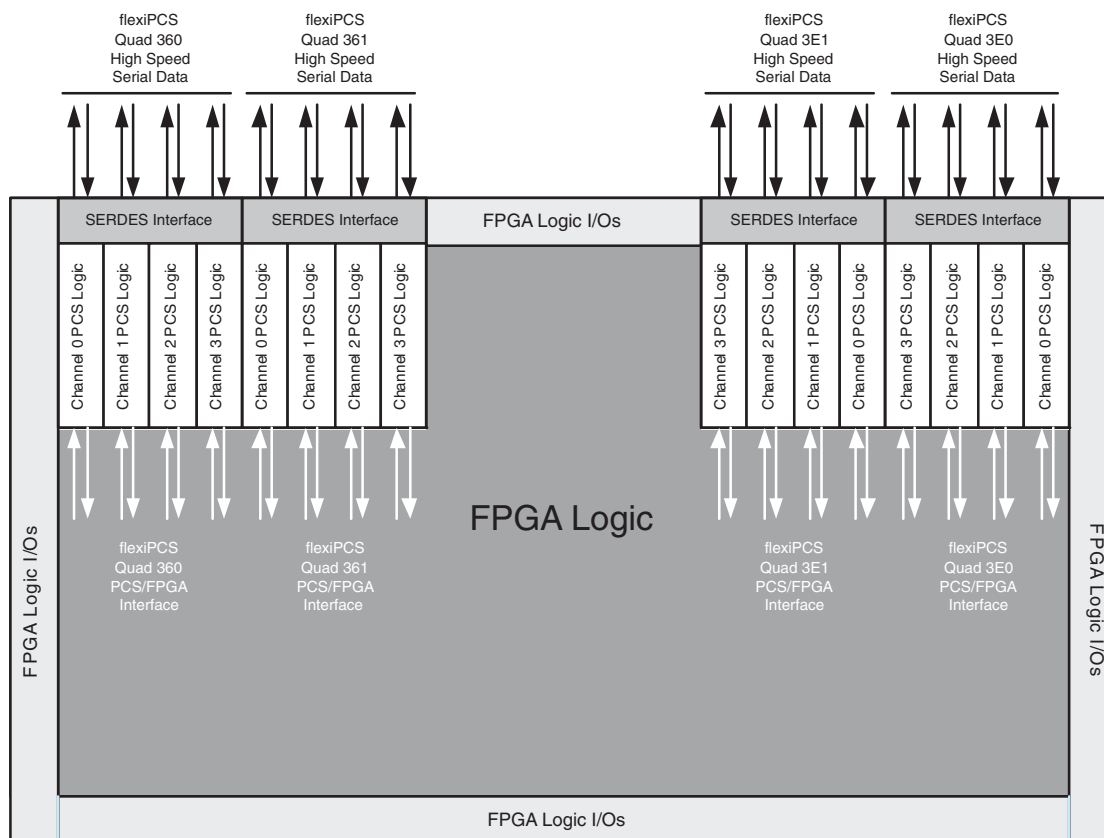 flexiPCS
Quad 360
High Speed
Serial Data
flexiPCS
Quad 361
High Speed
Serial Data
flexiPCS
Quad 3E1
High Speed
Serial Data
flexiPCS
Quad 3E0
High Speed
Serial Data
SERDES Interface
SERDES Interface
FPGA Logic I/Os
SERDES Interface
SERDES Interface
Channel 0 PCS Logic
Channel 1 PCS Logic
Channel 2 PCS Logic
Channel 3 PCS Logic
Channel 0 PCS Logic
Channel 1 PCS Logic
Channel 2 PCS Logic
Channel 3 PCS Logic
Channel 3 PCS Logic
Channel 2 PCS Logic
Channel 1 PCS Logic
Channel 0 PCS Logic
Channel 3 PCS Logic
Channel 2 PCS Logic
Channel 1 PCS Logic
Channel 0 PCS Logic
FPGA Logic
flexiPCS
Quad 360
PCS/FPGA
Interface
flexiPCS
Quad 361
PCS/FPGA
Interface
flexiPCS
Quad 3E1
PCS/FPGA
Interface
flexiPCS
Quad 3E0
PCS/FPGA
Interface
FPGA Logic I/Os
FPGA Logic I/Os
FPGA Logic I/Os